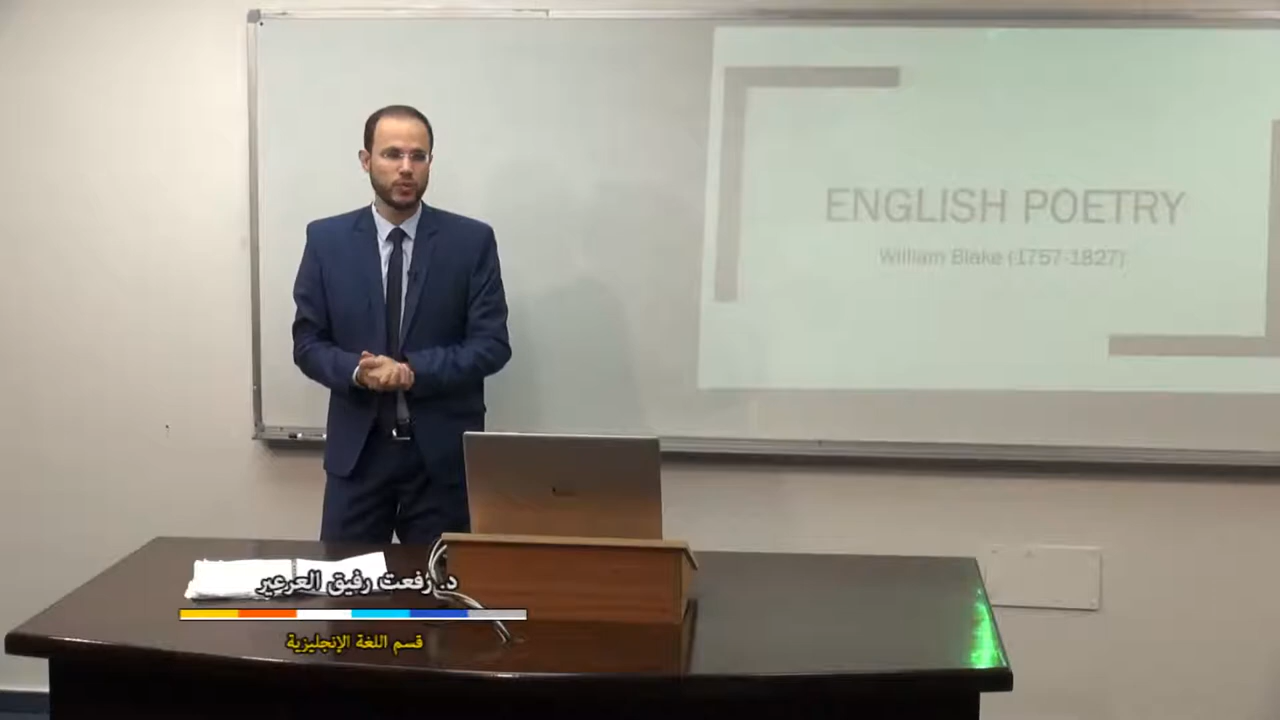 ENGLISH POETRY
William Blake (1757-1827)
د. رفعت رفيق العرعير
قسم اللغة الإنجليزية